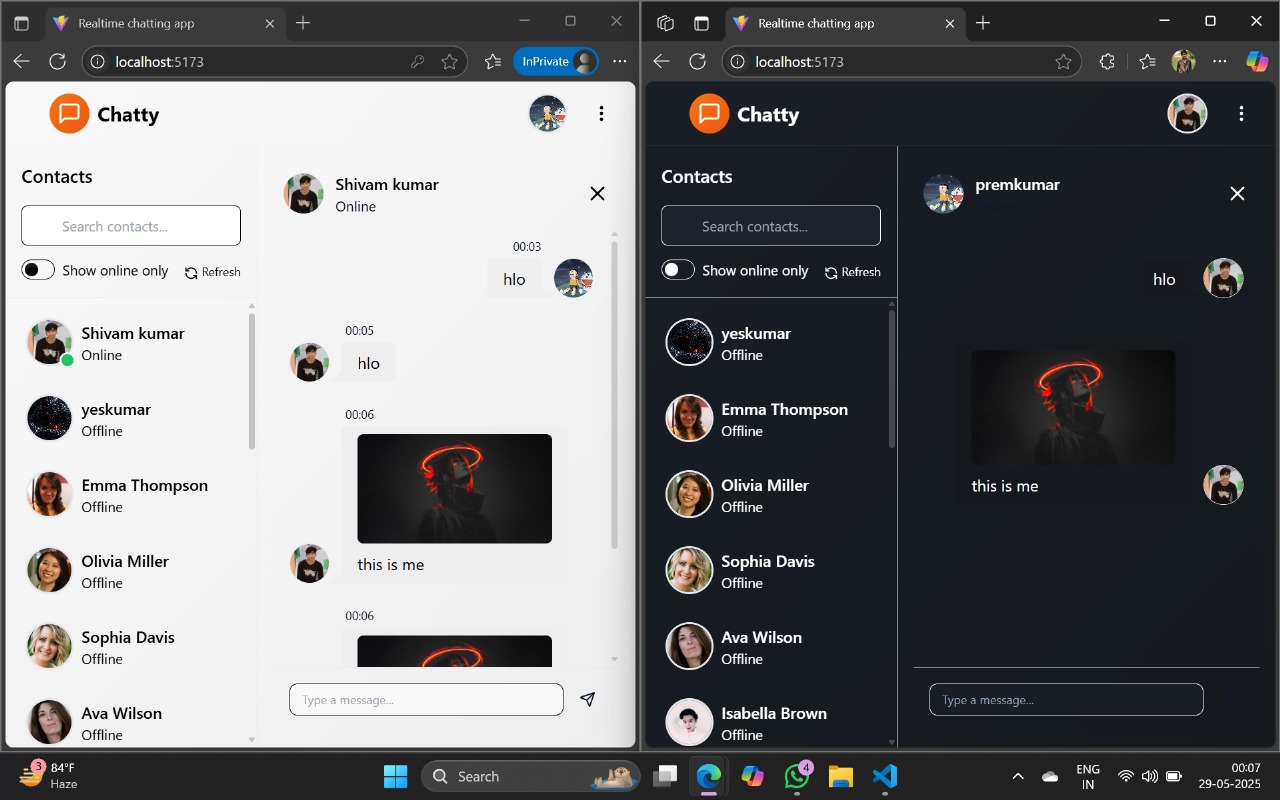 Realtime chatting app
localhost:5173
InPrivate
Chatty
Contacts
Search contacts...
Show online only
Refresh
Shivam kumar
Online
yeskumar
Offline
Emma Thompson
Offline
Olivia Miller
Offline
Sophia Davis
Offline
Ava Wilson
Offline
Shivam kumar
Online
00:03
hlo
00:05
hlo
00:06
this is me
00:06
Type a message...
Realtime chatting app
localhost:5173
Chatty
Contacts
Search contacts...
Show online only
Refresh
yeskumar
Offline
Emma Thompson
Offline
Olivia Miller
Offline
Sophia Davis
Offline
Ava Wilson
Offline
Isabella Brown
Offline
premkumar
hlo
this is me
Type a message...
3
84°F
Haze
Search
4
ENG
IN
00:07
29-05-2025